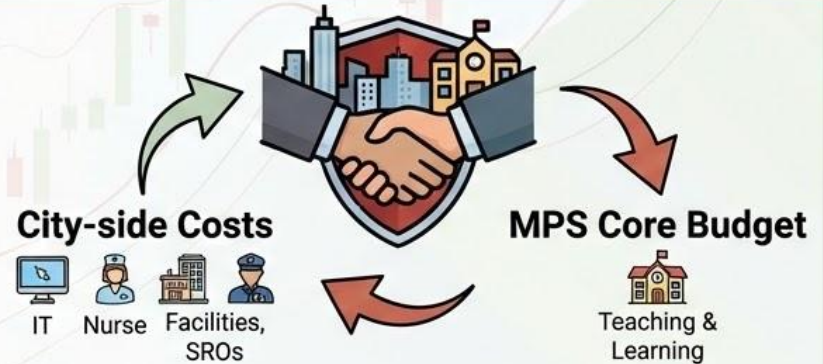 City-side Costs
MPS Core Budget
IT
Nurse
Facilities,
SROs
Teaching &
Learning